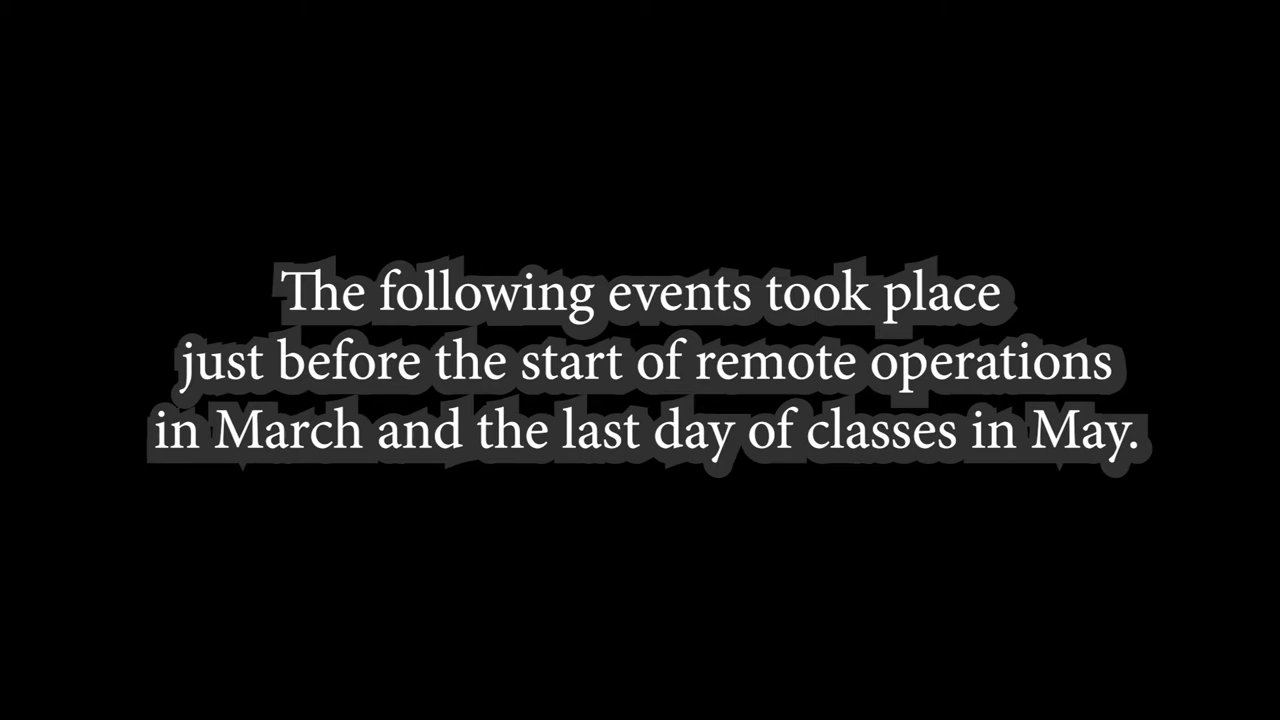 The following events took place
just before the start of remote operations
in March and the last day of classes in May.